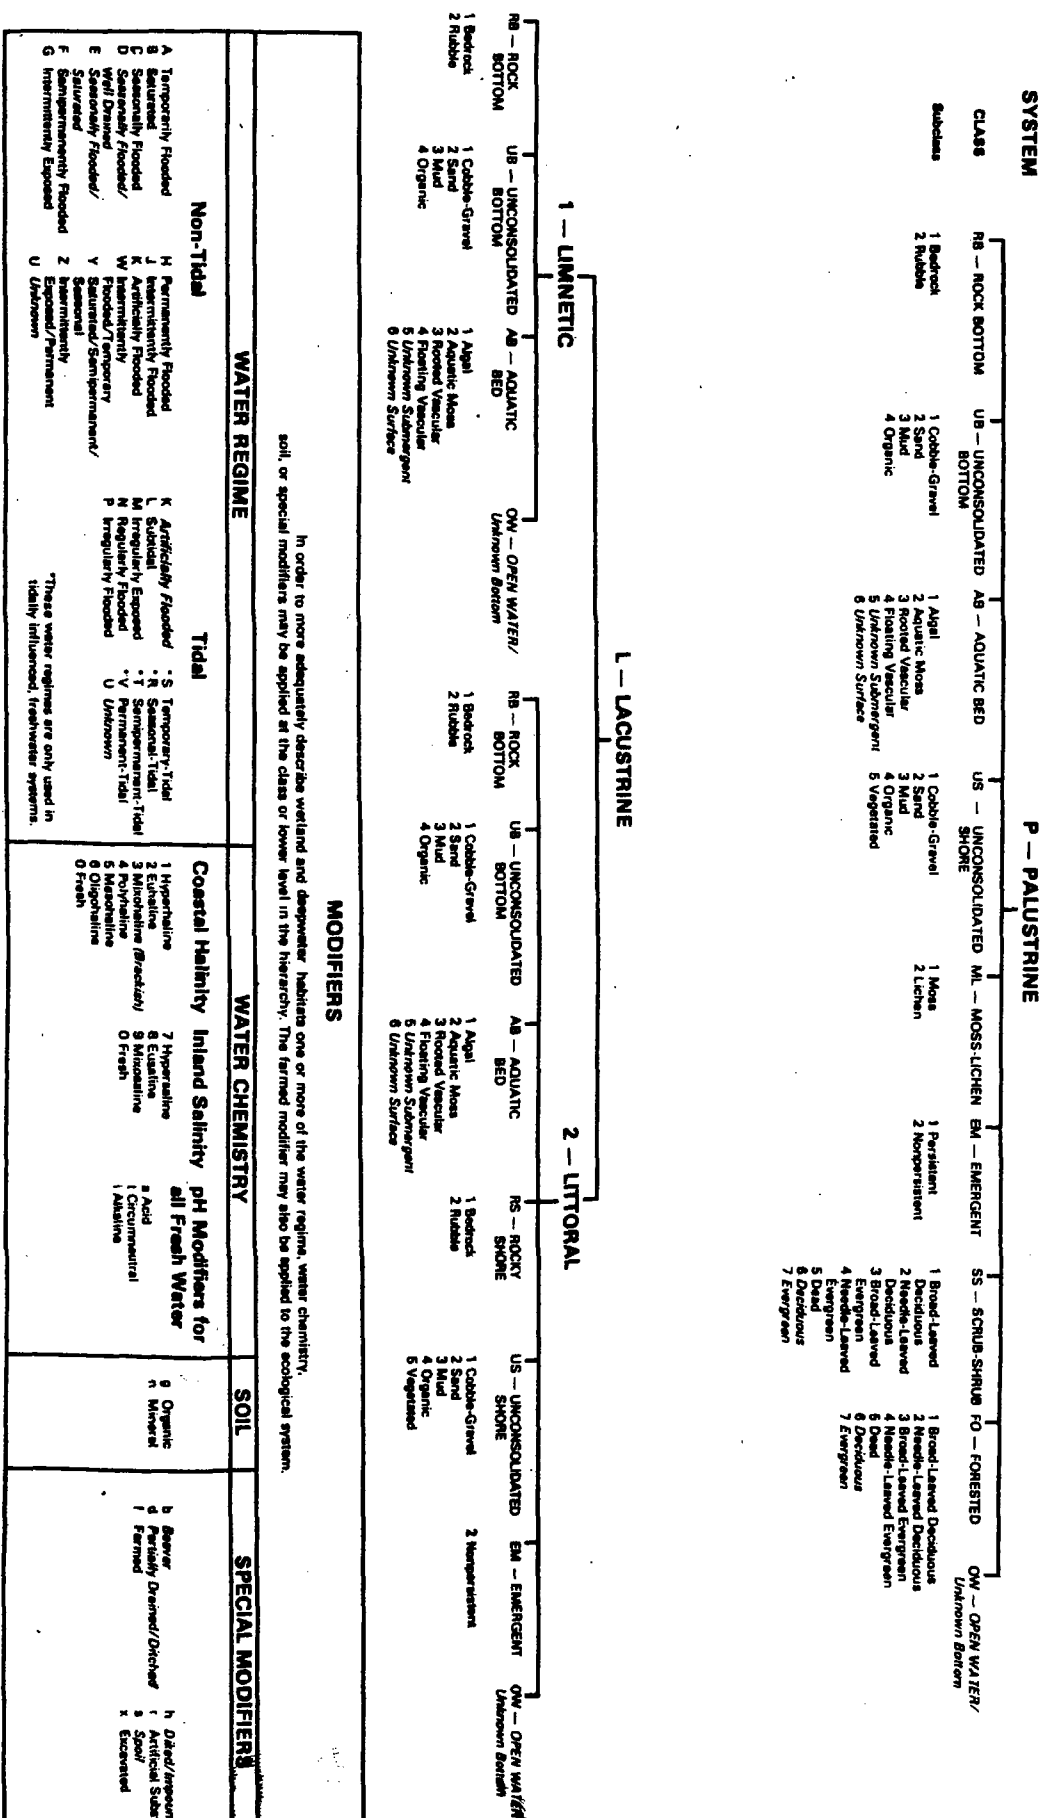 SYSTEM
P — PALUSTRINE
CLASS
RB — ROCK BOTTOM
UB — UNCONSOLIDATED
BOTTOM
AB — AQUATIC BED
US — UNCONSOLIDATED
SHORE
ML — MOSS-LICHEN
EM — EMERGENT
SS — SCRUB-SHRUB
FO — FORESTED
OW — OPEN WATER/
Unknown Bottom
Subclass
1 Bedrock
2 Rubble
1 Cobble-Gravel
2 Sand
3 Mud
4 Organic
1 Algal
2 Aquatic Moss
3 Rooted Vascular
4 Floating Vascular
5 Unknown Submergent
6 Unknown Surface
1 Cobble-Gravel
2 Sand
3 Mud
4 Organic
5 Vegetated
1 Moss
2 Lichen
1 Persistent
2 Nonpersistent
1 Broad-Leaved
Deciduous
2 Needle-Leaved
Deciduous
3 Broad-Leaved
Evergreen
4 Needle-Leaved
Evergreen
5 Dead
6 Deciduous
7 Evergreen
1 Broad-Leaved Deciduous
2 Needle-Leaved Deciduous
3 Broad-Leaved Evergreen
4 Needle-Leaved Evergreen
5 Dead
6 Deciduous
7 Evergreen
L — LACUSTRINE
1 — LIMNETIC
2 — LITTORAL
RB — ROCK
BOTTOM
1 Bedrock
2 Rubble
UB — UNCONSOLIDATED
BOTTOM
1 Cobble-Gravel
2 Sand
3 Mud
4 Organic
AB — AQUATIC
BED
1 Algal
2 Aquatic Moss
3 Rooted Vascular
4 Floating Vascular
5 Unknown Submergent
6 Unknown Surface
OW — OPEN WATER/
Unknown Bottom
RB — ROCK
BOTTOM
1 Bedrock
2 Rubble
UB — UNCONSOLIDATED
BOTTOM
1 Cobble-Gravel
2 Sand
3 Mud
4 Organic
AB — AQUATIC
BED
1 Algal
2 Aquatic Moss
3 Rooted Vascular
4 Floating Vascular
5 Unknown Submergent
6 Unknown Surface
RS — ROCKY
SHORE
1 Bedrock
2 Rubble
US — UNCONSOLIDATED
SHORE
1 Cobble-Gravel
2 Sand
3 Mud
4 Organic
5 Vegetated
EM — EMERGENT
2 Nonpersistent
OW — OPEN WATER
Unknown
MODIFIERS
In order to more adequately describe wetland and deepwater habitats one or more of the water regime, water chemistry,
soil, or special modifiers may be applied at the class or lower level in the hierarchy. The farmed modifier may also be applied to the ecological system.
WATER REGIME
WATER CHEMISTRY
SOIL
SPECIAL MODIFIERS
Non-Tidal
A Temporarily Flooded
B Saturated
C Seasonally Flooded
D Seasonally Flooded/
Well Drained
E Seasonally Flooded/
Saturated
F Semipermanently Flooded
G Intermittently Exposed
H Permanently Flooded
J Intermittently Flooded
K Artificially Flooded
W Intermittently
Flooded/Temporary
Y Saturated/Semipermanent/
Seasonal
Z Intermittently
Exposed/Permanent
U Unknown
Tidal
K Artificially Flooded
L Subtidal
M Irregularly Exposed
N Regularly Flooded
P Irregularly Flooded
*S Temporary-Tidal
*R Seasonal-Tidal
*T Semipermanent-Tidal
*V Permanent-Tidal
U Unknown
*These water regimes are only used in
tidally influenced, freshwater systems.
Coastal Halinity
1 Hyperhaline
2 Euhaline
3 Mixohaline (Brackish)
4 Polyhaline
5 Mesohaline
6 Oligohaline
0 Fresh
Inland Salinity
7 Hypersaline
8 Eusaline
9 Mixosaline
0 Fresh
pH Modifiers for
all Fresh Water
a Acid
t Circumneutral
i Alkaline
g Organic
n Mineral
b Beaver
d Partially Drained/Ditched
f Farmed
h Diked/Impoun
r Artificial Subs
s Spoil
x Excavated